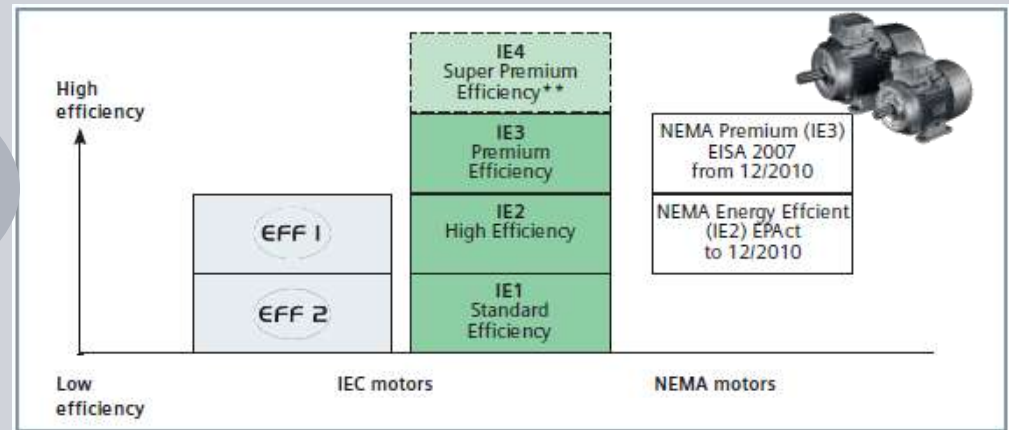 High
efficiency
IE4
Super Premium
Efficiency**
IE3
Premium
Efficiency
NEMA Premium (IE3)
EISA 2007
from 12/2010
EFF 1
IE2
High Efficiency
NEMA Energy Effcient
(IE2) EPAct
to 12/2010
EFF 2
IE1
Standard
Efficiency
Low
efficiency
IEC motors
NEMA motors